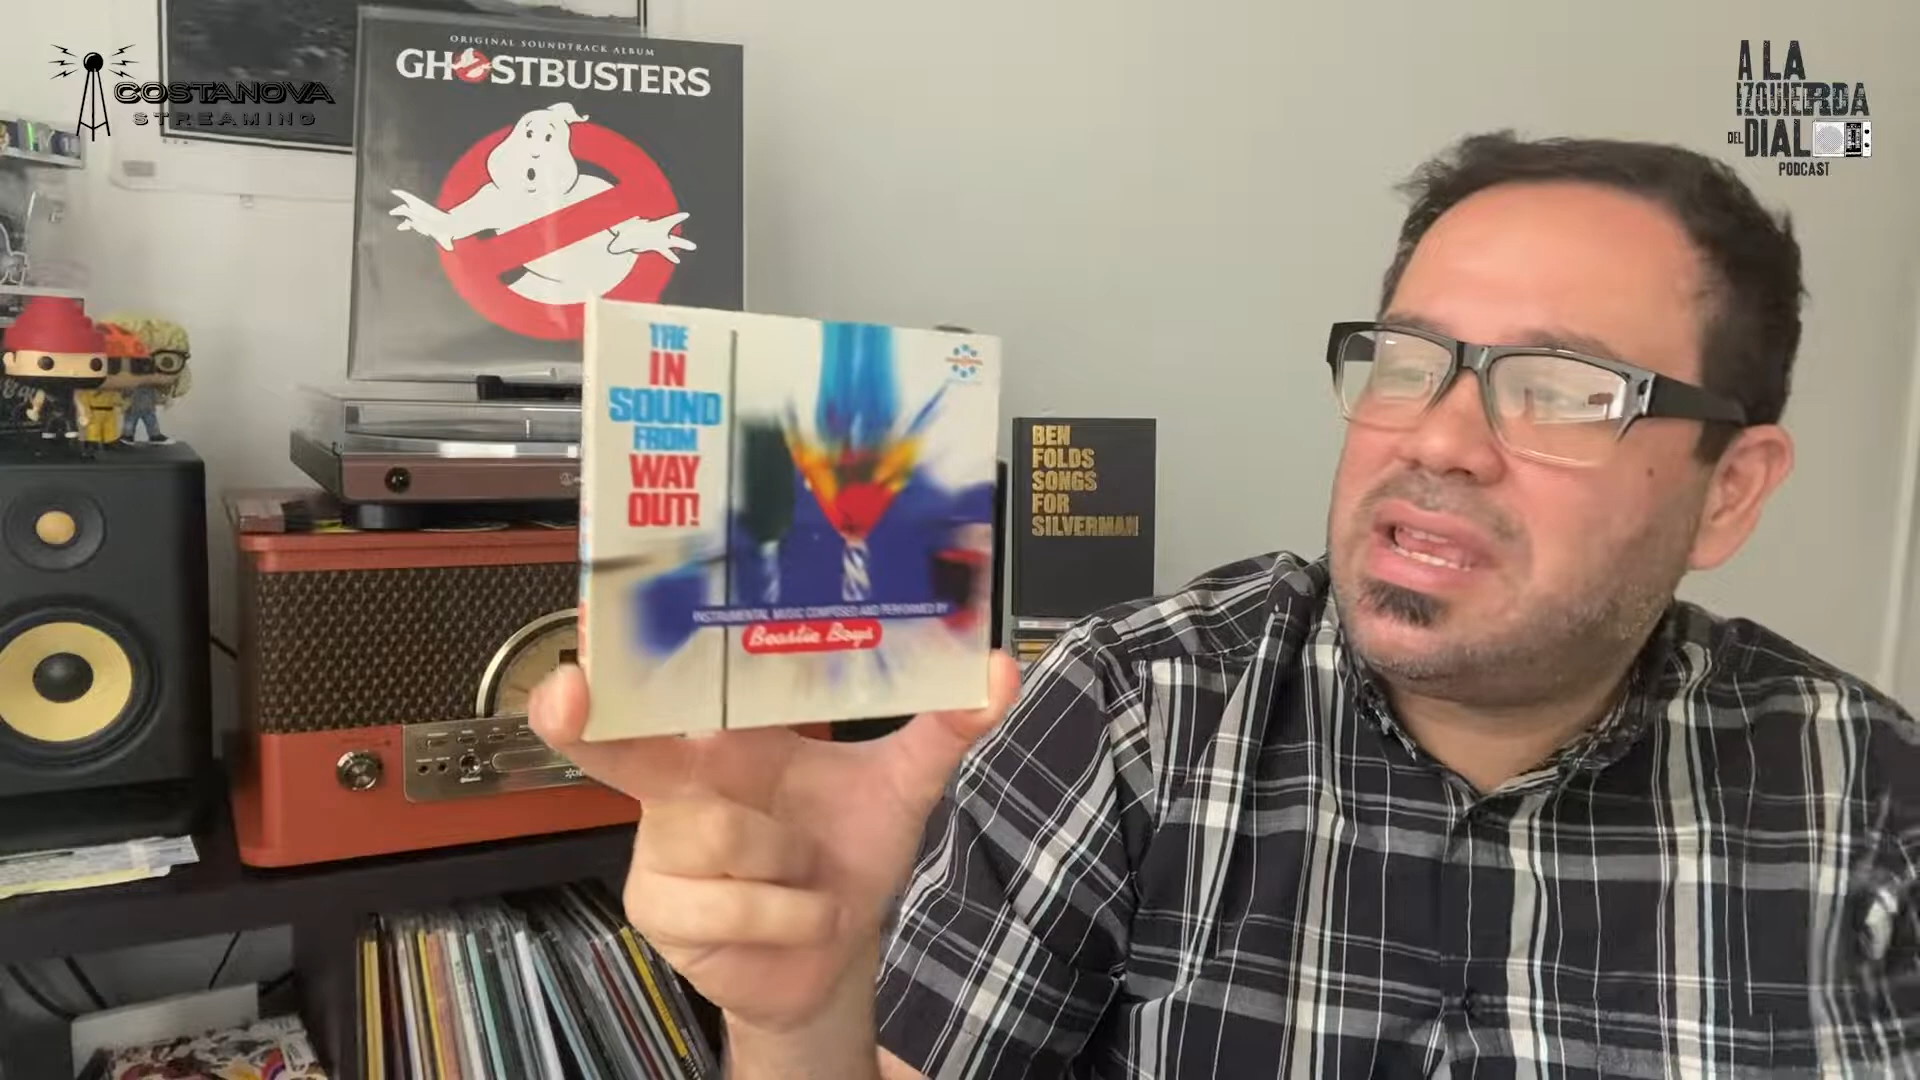 COSTANOVA
STREAMING
ORIGINAL SOUNDTRACK ALBUM
GHOSTBUSTERS
A LA
IZQUIERDA
DEL DIAL
PODCAST
THE
IN
SOUND
FROM
WAY
OUT!
INSTRUMENTAL MUSIC COMPOSED AND PERFORMED BY
Beastie Boys
BEN
FOLDS
SONGS
FOR
SILVERMAN